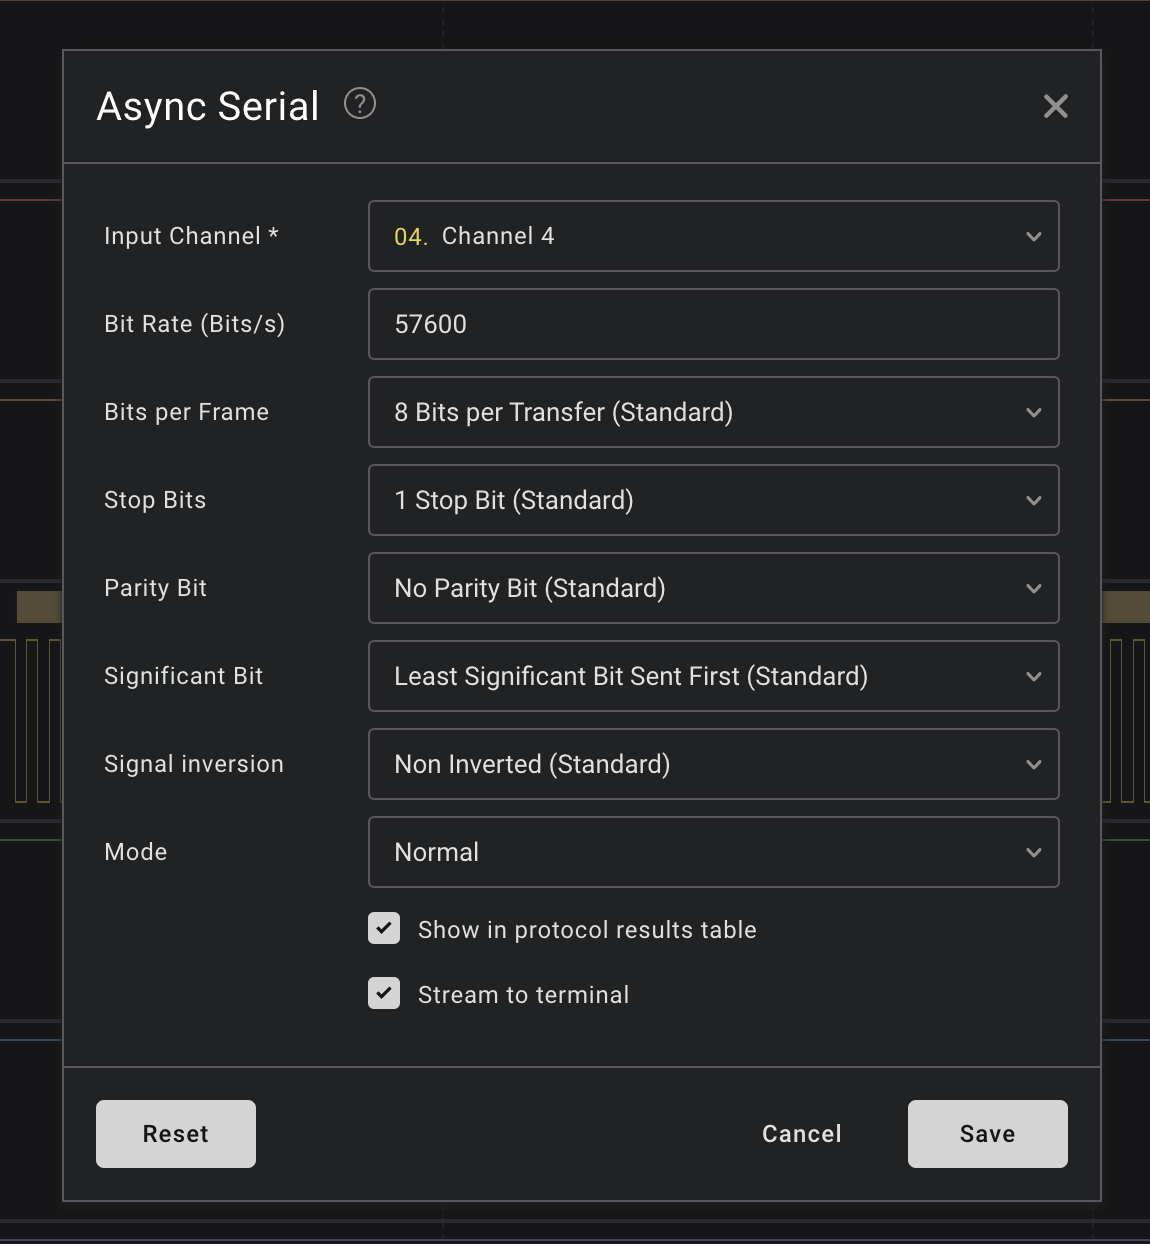 Async Serial ?
Input Channel * 04. Channel 4
Bit Rate (Bits/s) 57600
Bits per Frame 8 Bits per Transfer (Standard)
Stop Bits 1 Stop Bit (Standard)
Parity Bit No Parity Bit (Standard)
Significant Bit Least Significant Bit Sent First (Standard)
Signal inversion Non Inverted (Standard)
Mode Normal
Show in protocol results table
Stream to terminal
Reset Cancel Save